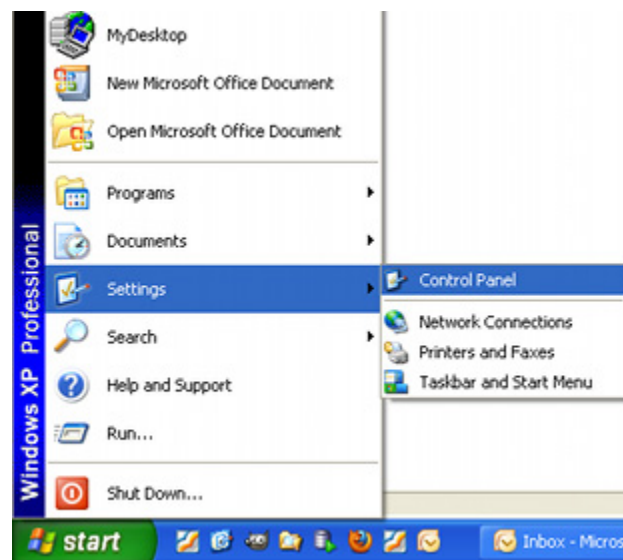 MyDesktop
New Microsoft Office Document
Open Microsoft Office Document
Programs
Documents
Settings
Search
Help and Support
Run...
Shut Down...
Windows XP Professional
Control Panel
Network Connections
Printers and Faxes
Taskbar and Start Menu
start
Inbox - Micros